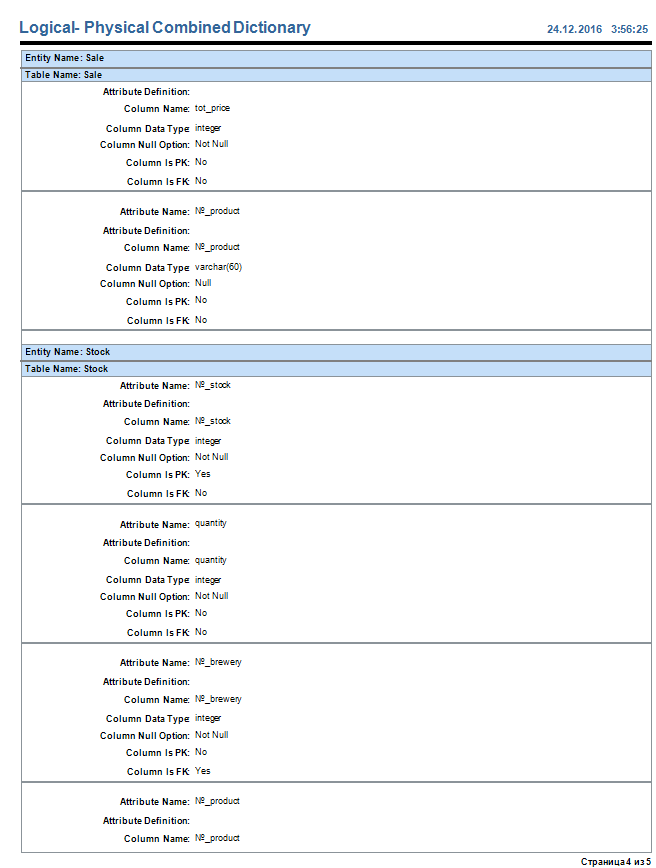 Logical- Physical Combined Dictionary 24.12.2016 3:56:25
Entity Name: Sale
Table Name: Sale
Attribute Definition:
Column Name: tot_price
Column Data Type: integer
Column Null Option: Not Null
Column Is PK: No
Column Is FK: No
Attribute Name: №_product
Attribute Definition:
Column Name: №_product
Column Data Type: varchar(60)
Column Null Option: Null
Column Is PK: No
Column Is FK: No
Entity Name: Stock
Table Name: Stock
Attribute Name: №_stock
Attribute Definition:
Column Name: №_stock
Column Data Type: integer
Column Null Option: Not Null
Column Is PK: Yes
Column Is FK: No
Attribute Name: quantity
Attribute Definition:
Column Name: quantity
Column Data Type: integer
Column Null Option: Not Null
Column Is PK: No
Column Is FK: No
Attribute Name: №_brewery
Attribute Definition:
Column Name: №_brewery
Column Data Type: integer
Column Null Option: Not Null
Column Is PK: No
Column Is FK: Yes
Attribute Name: №_product
Attribute Definition:
Column Name: №_product
Страница 4 из 5